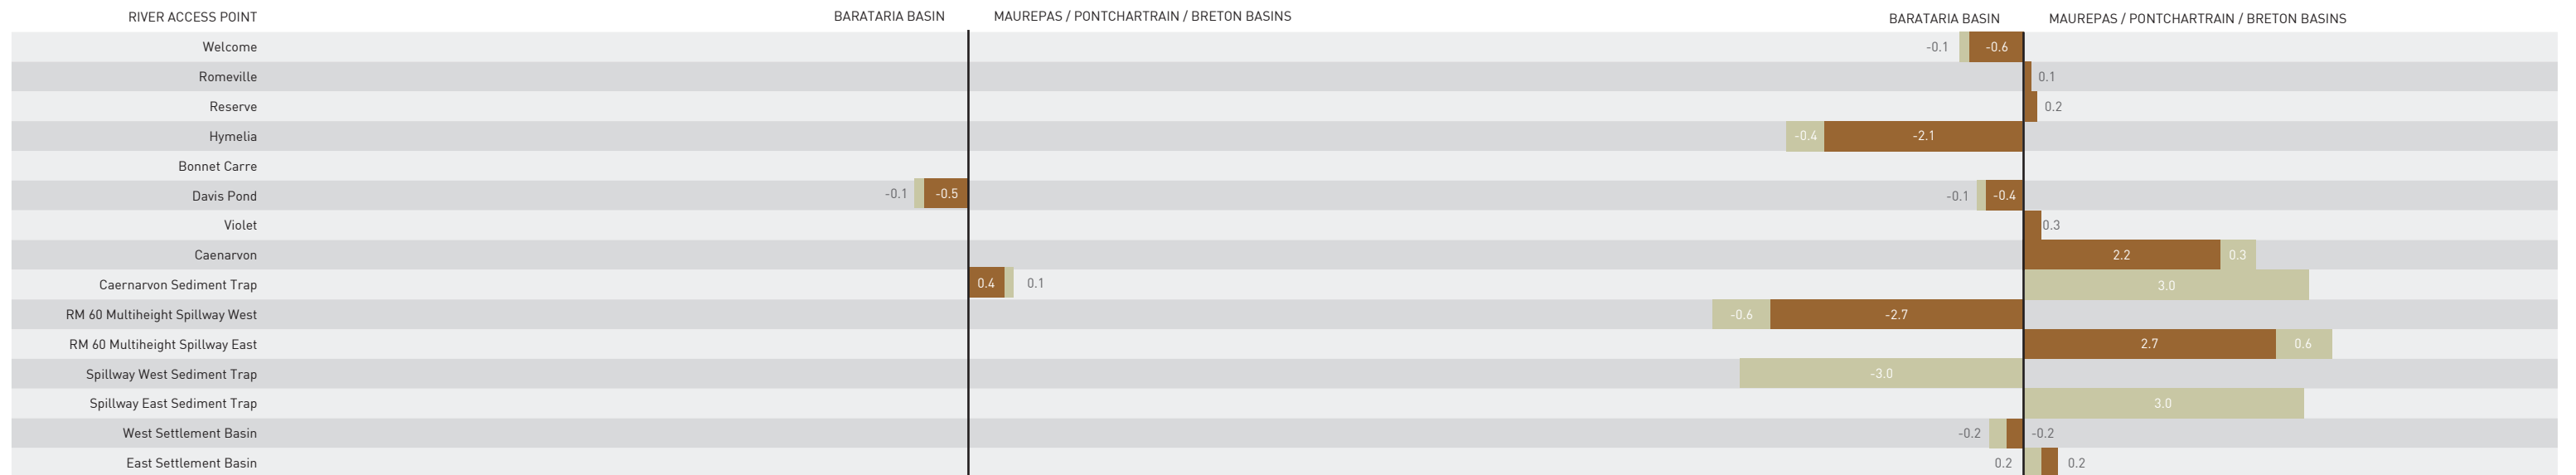 RIVER ACCESS POINT BARATARIA BASIN MAUREPAS / PONTCHARTRAIN / BRETON BASINS BARATARIA BASIN MAUREPAS / PONTCHARTRAIN / BRETON BASINS
Welcome -0.1 -0.6
Romeville 0.1
Reserve 0.2
Hymelia -0.4 -2.1
Bonnet Carre
Davis Pond -0.1 -0.5 -0.1 -0.4
Violet 0.3
Caenarvon 2.2 0.3
Caernarvon Sediment Trap 0.4 0.1 3.0
RM 60 Multiheight Spillway West -0.6 -2.7
RM 60 Multiheight Spillway East 2.7 0.6
Spillway West Sediment Trap -3.0
Spillway East Sediment Trap 3.0
West Settlement Basin -0.2 -0.2
East Settlement Basin 0.2 0.2